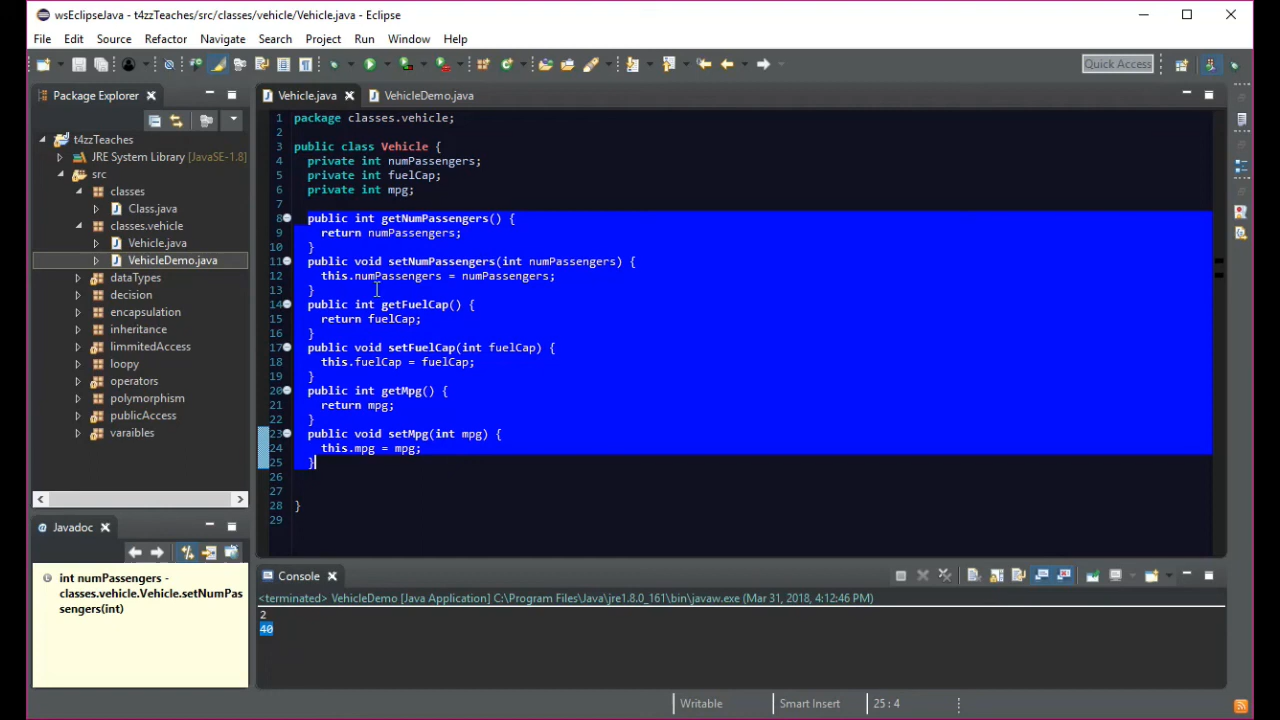 wsEclipseJava - t4zzTeaches/src/classes/vehicle/Vehicle.java - Eclipse
File Edit Source Refactor Navigate Search Project Run Window Help
Quick Access
Package Explorer
t4zzTeaches
JRE System Library [JavaSE-1.8]
src
classes
Class.java
classes.vehicle
Vehicle.java
VehicleDemo.java
dataTypes
decision
encapsulation
inheritance
limmitedAccess
loopy
operators
polymorphism
publicAccess
varaibles
Vehicle.java VehicleDemo.java
1 package classes.vehicle;
2
3 public class Vehicle {
4 private int numPassengers;
5 private int fuelCap;
6 private int mpg;
7
8 public int getNumPassengers() {
9 return numPassengers;
10 }
11 public void setNumPassengers(int numPassengers) {
12 this.numPassengers = numPassengers;
13 }
14 public int getFuelCap() {
15 return fuelCap;
16 }
17 public void setFuelCap(int fuelCap) {
18 this.fuelCap = fuelCap;
19 }
20 public int getMpg() {
21 return mpg;
22 }
23 public void setMpg(int mpg) {
24 this.mpg = mpg;
25 }
26
27
28 }
29
Javadoc
int numPassengers -
classes.vehicle.Vehicle.setNumPas
sengers(int)
Console
<terminated> VehicleDemo [Java Application] C:\Program Files\Java\jre1.8.0_161\bin\javaw.exe (Mar 31, 2018, 4:12:46 PM)
2
40
Writable Smart Insert 25 : 4